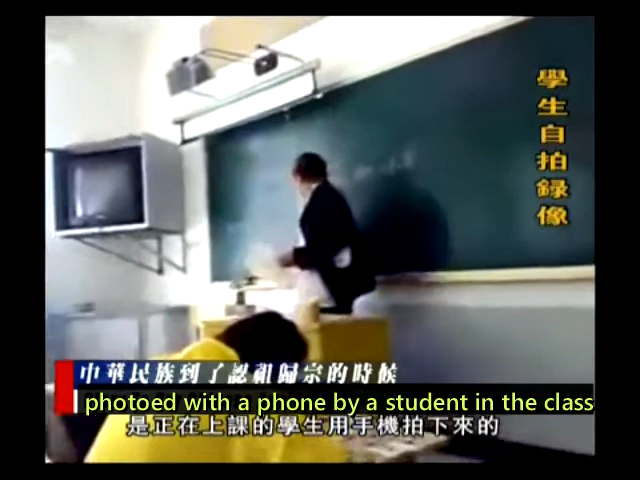 學生自拍録像
中華民族到了認祖歸宗的時候
photoed with a phone by a student in the class
是正在上課的學生用手機拍下來的